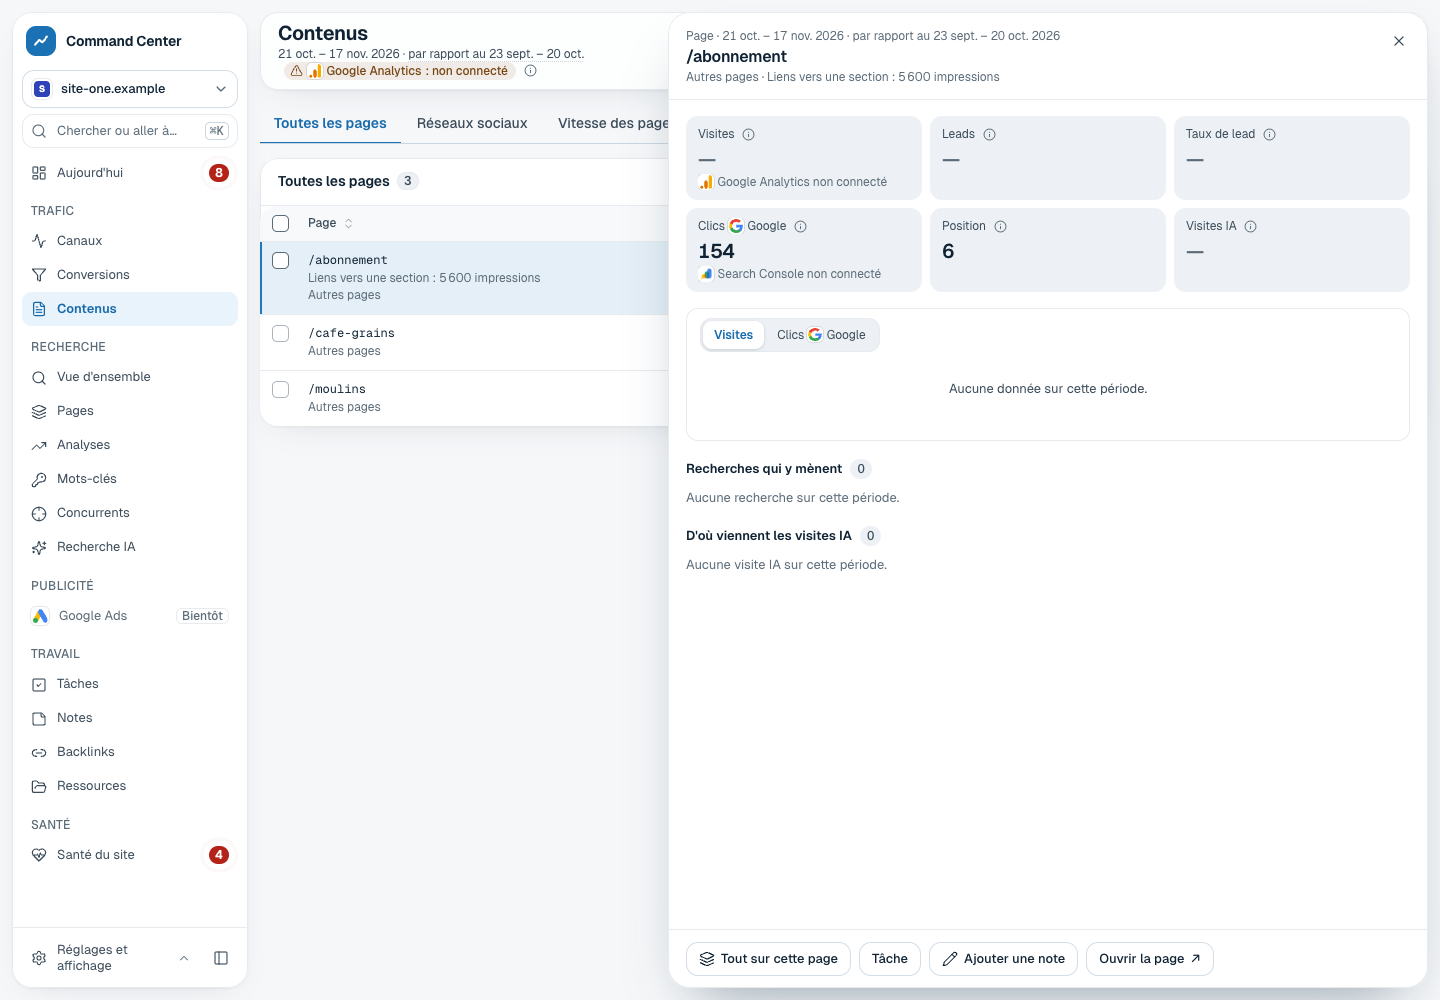 Command Center
S site-one.example
Chercher ou aller à… ⌘K
Aujourd'hui 8
TRAFIC
Canaux
Conversions
Contenus
RECHERCHE
Vue d'ensemble
Pages
Analyses
Mots-clés
Concurrents
Recherche IA
PUBLICITÉ
Google Ads Bientôt
TRAVAIL
Tâches
Notes
Backlinks
Ressources
SANTÉ
Santé du site 4
Réglages et
affichage
Contenus
21 oct. – 17 nov. 2026 · par rapport au 23 sept. – 20 oct.
Google Analytics : non connecté
Toutes les pages Réseaux sociaux Vitesse des page
Toutes les pages 3
Page
/abonnement
Liens vers une section : 5 600 impressions
Autres pages
/cafe-grains
Autres pages
/moulins
Autres pages
Page · 21 oct. – 17 nov. 2026 · par rapport au 23 sept. – 20 oct. 2026
/abonnement
Autres pages · Liens vers une section : 5 600 impressions
Visites
—
Google Analytics non connecté
Leads
—
Taux de lead
—
Clics Google
154
Search Console non connecté
Position
6
Visites IA
—
Visites Clics Google
Aucune donnée sur cette période.
Recherches qui y mènent 0
Aucune recherche sur cette période.
D'où viennent les visites IA 0
Aucune visite IA sur cette période.
Tout sur cette page Tâche Ajouter une note Ouvrir la page